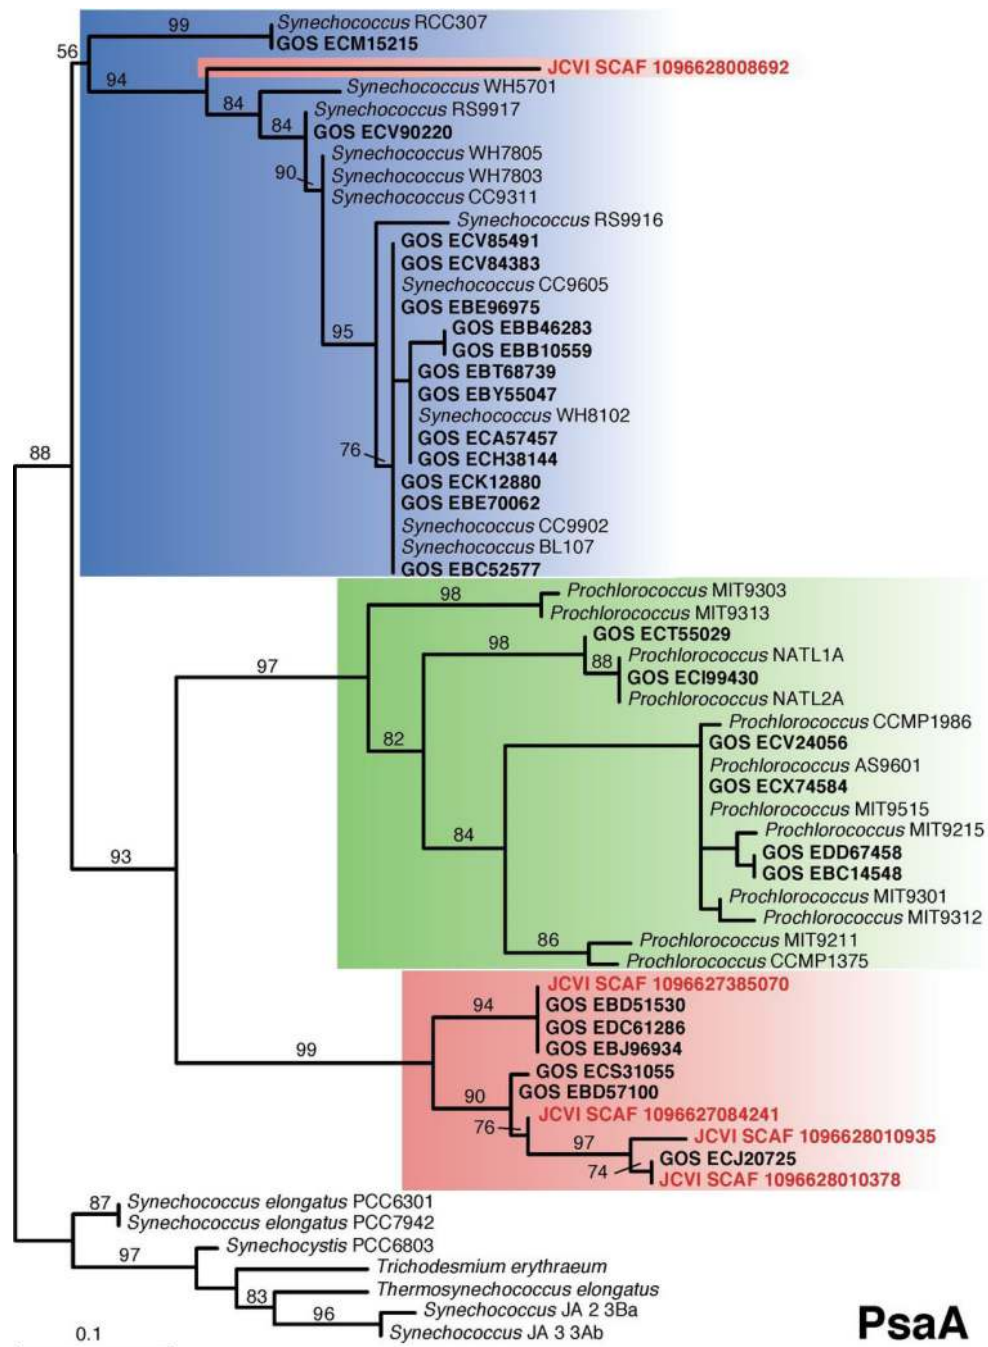 99
Synechococcus RCC307
GOS ECM15215
56
JCVI SCAF 1096628008692
94
Synechococcus WH5701
84
Synechococcus RS9917
84
GOS ECV90220
Synechococcus WH7805
90
Synechococcus WH7803
Synechococcus CC9311
Synechococcus RS9916
GOS ECV85491
GOS ECV84383
Synechococcus CC9605
GOS EBE96975
95
GOS EBB46283
GOS EBB10559
GOS EBT68739
GOS EBY55047
Synechococcus WH8102
GOS ECA57457
76
GOS ECH38144
88
GOS ECK12880
GOS EBE70062
Synechococcus CC9902
Synechococcus BL107
GOS EBC52577
98
Prochlorococcus MIT9303
Prochlorococcus MIT9313
GOS ECT55029
98
Prochlorococcus NATL1A
88
97
GOS ECI99430
Prochlorococcus NATL2A
Prochlorococcus CCMP1986
82
GOS ECV24056
Prochlorococcus AS9601
GOS ECX74584
Prochlorococcus MIT9515
84
Prochlorococcus MIT9215
93
GOS EDD67458
GOS EBC14548
Prochlorococcus MIT9301
Prochlorococcus MIT9312
86
Prochlorococcus MIT9211
Prochlorococcus CCMP1375
JCVI SCAF 1096627385070
94
GOS EBD51530
GOS EDC61286
99
GOS EBJ96934
GOS ECS31055
90
GOS EBD57100
JCVI SCAF 1096627084241
76
JCVI SCAF 1096628010935
97
GOS ECJ20725
74
JCVI SCAF 1096628010378
87
Synechococcus elongatus PCC6301
Synechococcus elongatus PCC7942
97
Synechocystis PCC6803
Trichodesmium erythraeum
83
Thermosynechococcus elongatus
96
Synechococcus JA 2 3Ba
Synechococcus JA 3 3Ab
0.1
PsaA